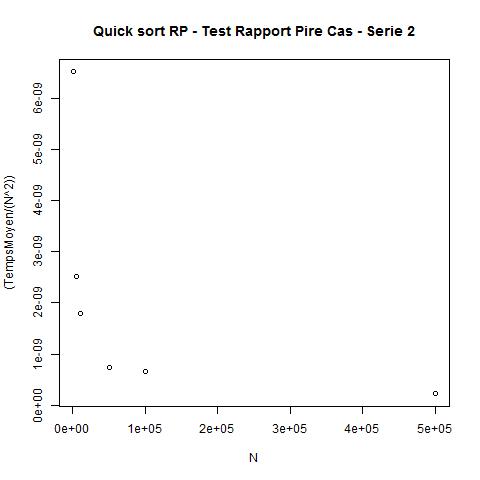 Quick sort RP - Test Rapport Pire Cas - Serie 2
(TempsMoyen/(N^2))
6e-09
5e-09
4e-09
3e-09
2e-09
1e-09
0e+00
0e+00 1e+05 2e+05 3e+05 4e+05 5e+05
N